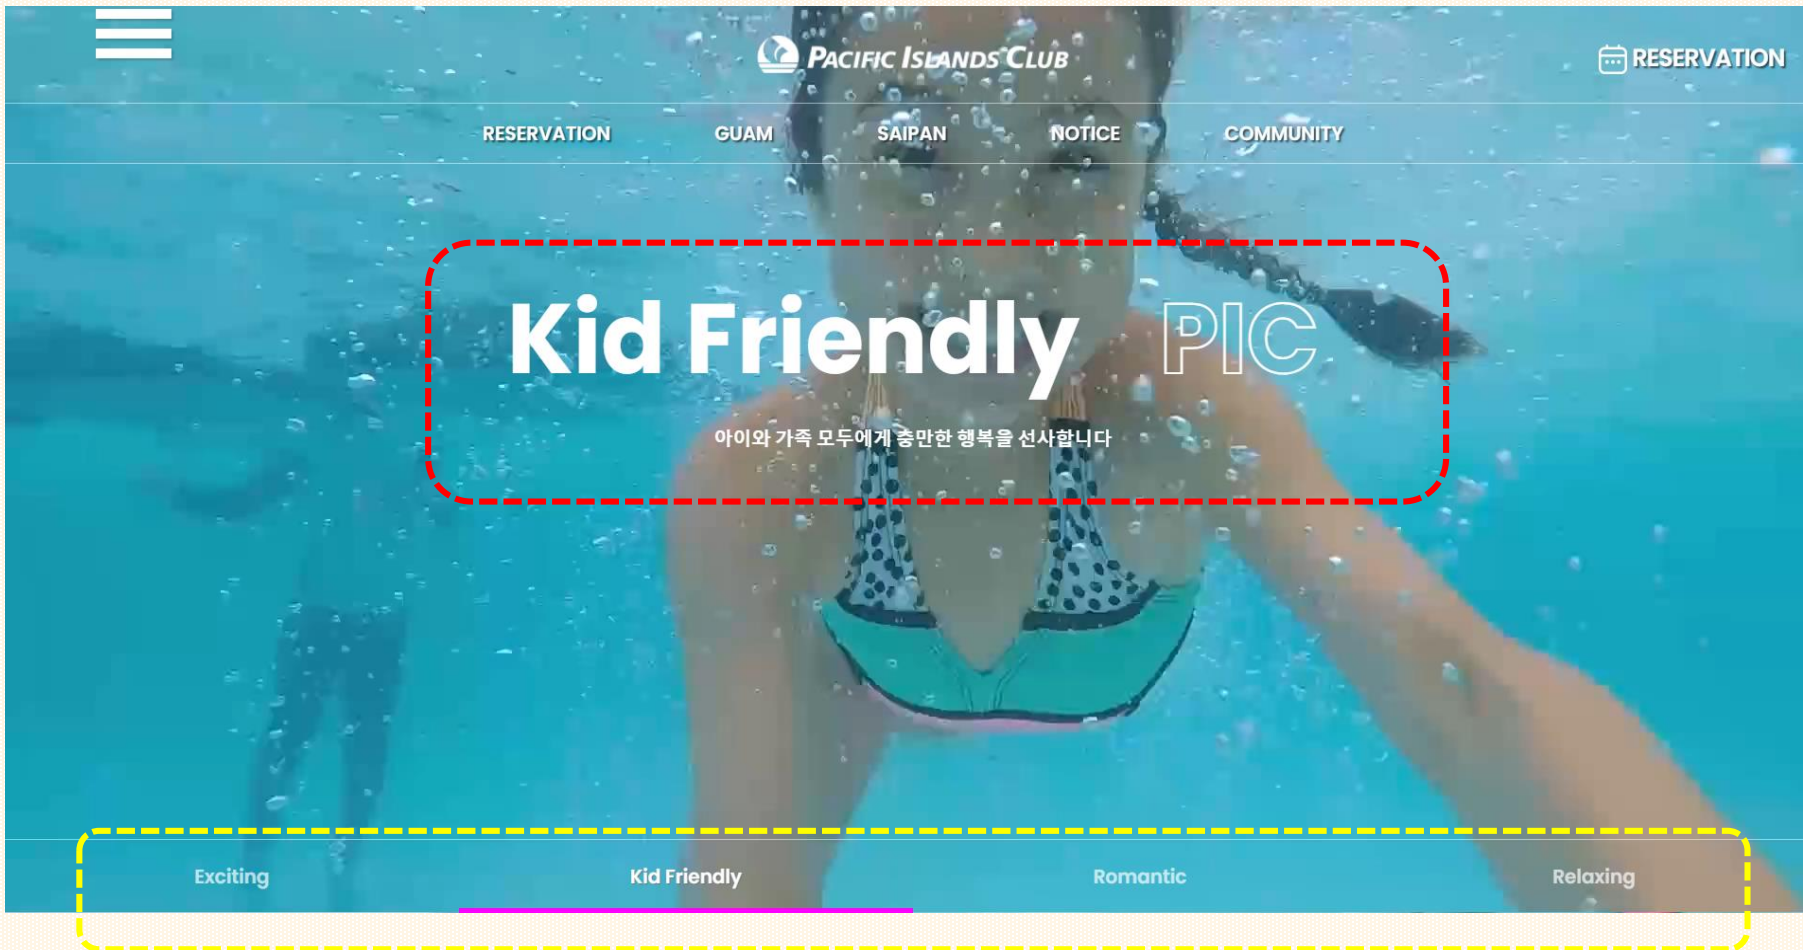 PACIFIC ISLANDS CLUB
RESERVATION
RESERVATION GUAM SAIPAN NOTICE COMMUNITY
Kid Friendly PIC
아이와 가족 모두에게 충만한 행복을 선사합니다
Exciting Kid Friendly Romantic Relaxing